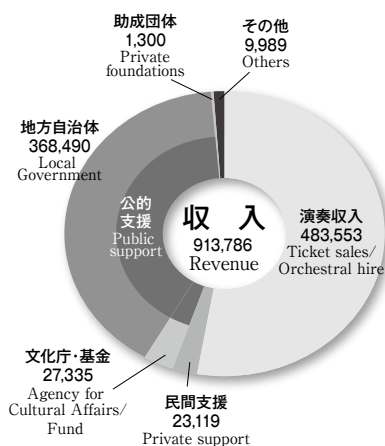 助成団体
1,300
Private
foundations
その他
9,989
Others
地方自治体
368,490
Local
Government
公的
支援
Public
support
収 入
913,786
Revenue
演奏収入
483,553
Ticket sales/
Orchestral hire
文化庁・基金
27,335
Agency for
Cultural Affairs/
Fund
民間支援
23,119
Private support